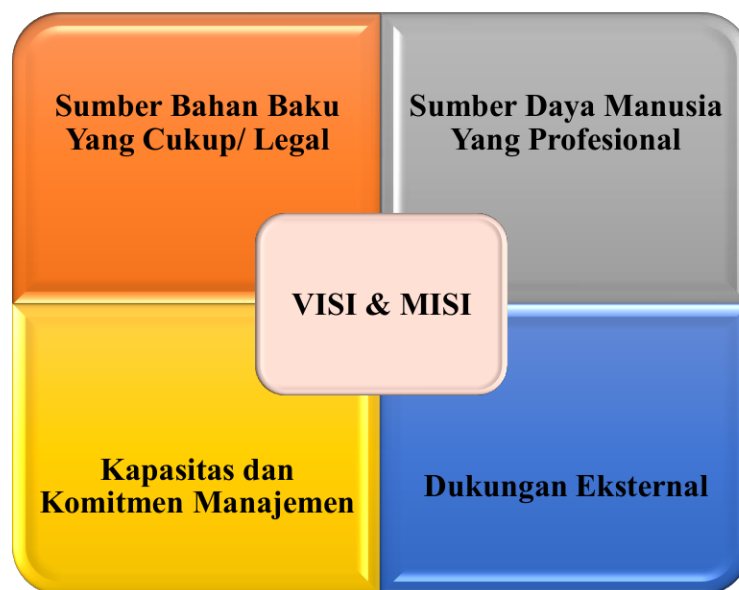 Sumber Bahan Baku
Yang Cukup/ Legal
Sumber Daya Manusia
Yang Profesional
VISI & MISI
Kapasitas dan
Komitmen Manajemen
Dukungan Eksternal